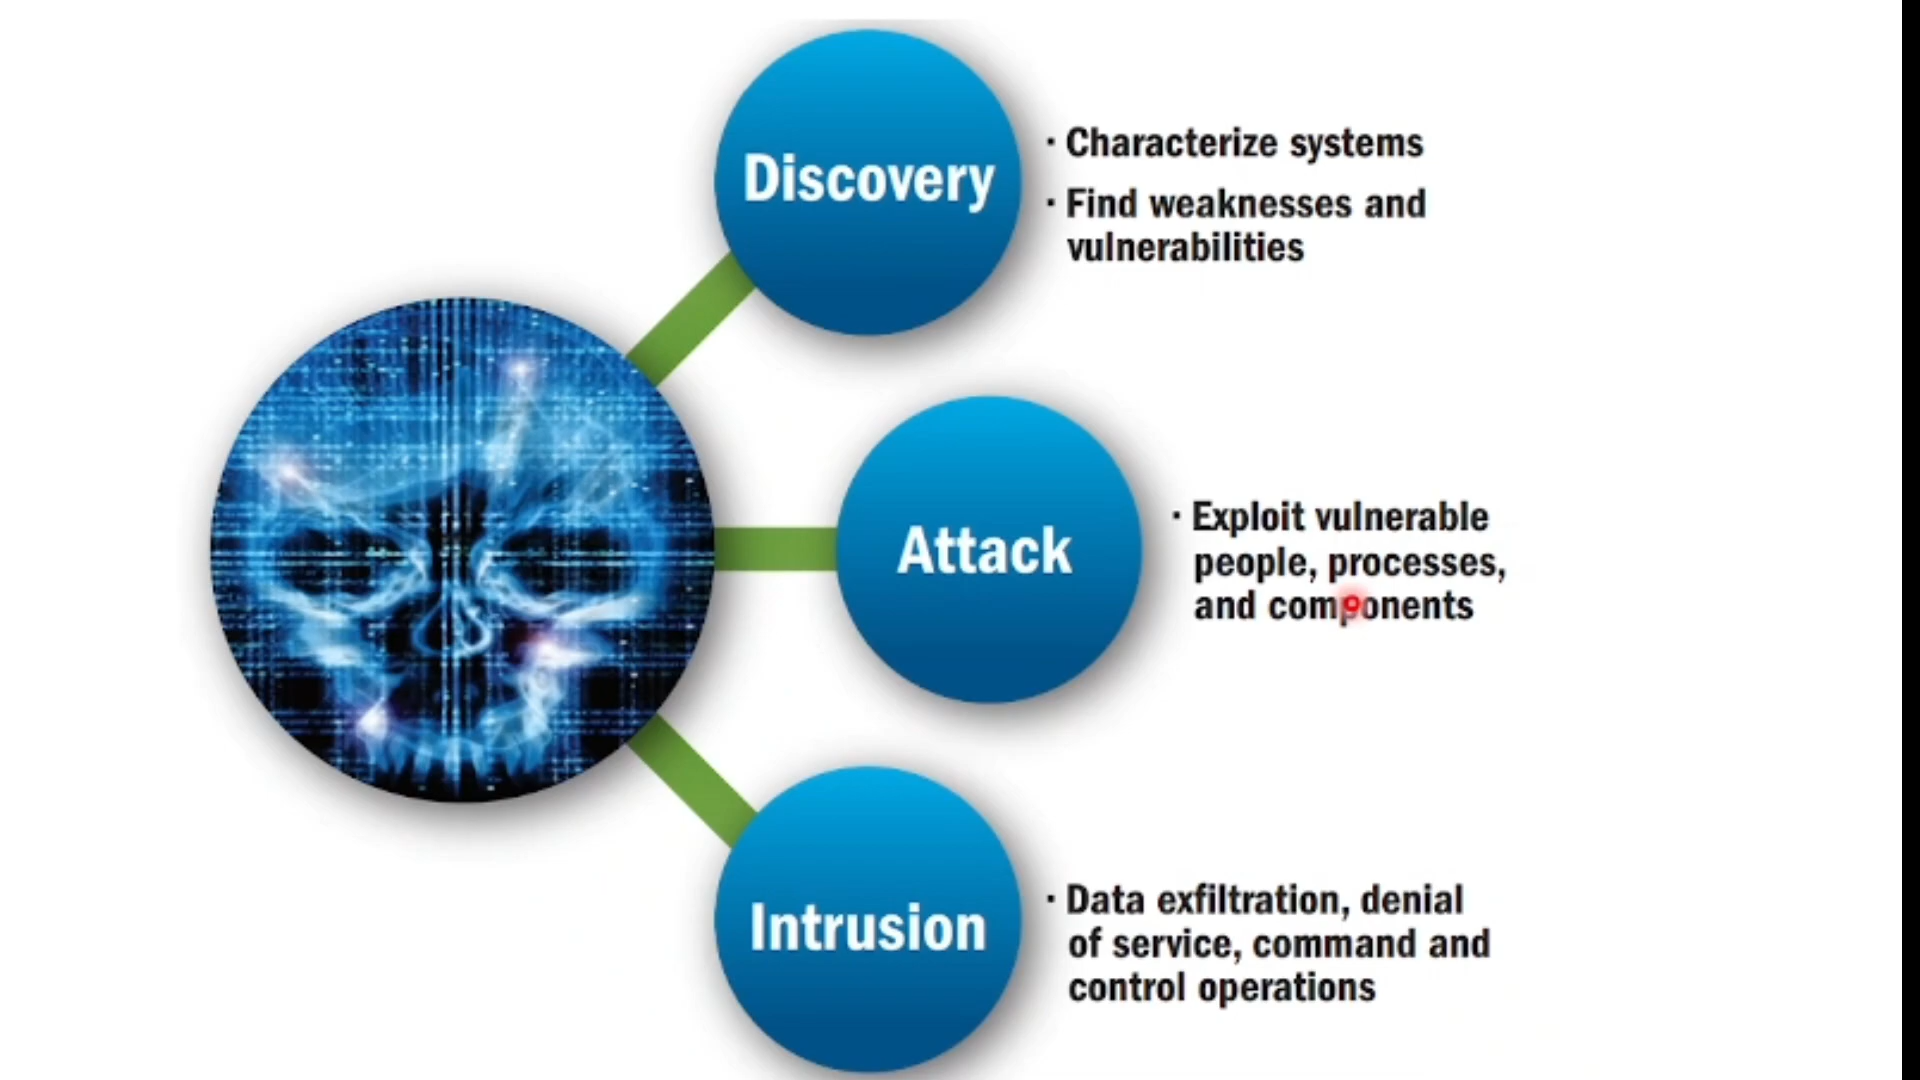 Discovery
· Characterize systems
· Find weaknesses and
vulnerabilities
Attack
· Exploit vulnerable
people, processes,
and components
Intrusion
· Data exfiltration, denial
of service, command and
control operations